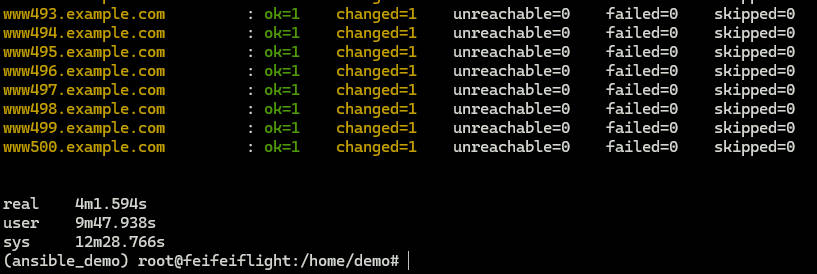 www493.example.com : ok=1 changed=1 unreachable=0 failed=0 skipped=0
www494.example.com : ok=1 changed=1 unreachable=0 failed=0 skipped=0
www495.example.com : ok=1 changed=1 unreachable=0 failed=0 skipped=0
www496.example.com : ok=1 changed=1 unreachable=0 failed=0 skipped=0
www497.example.com : ok=1 changed=1 unreachable=0 failed=0 skipped=0
www498.example.com : ok=1 changed=1 unreachable=0 failed=0 skipped=0
www499.example.com : ok=1 changed=1 unreachable=0 failed=0 skipped=0
www500.example.com : ok=1 changed=1 unreachable=0 failed=0 skipped=0
real 4m1.594s
user 9m47.938s
sys 12m28.766s
(ansible_demo) root@feifeiflight:/home/demo#